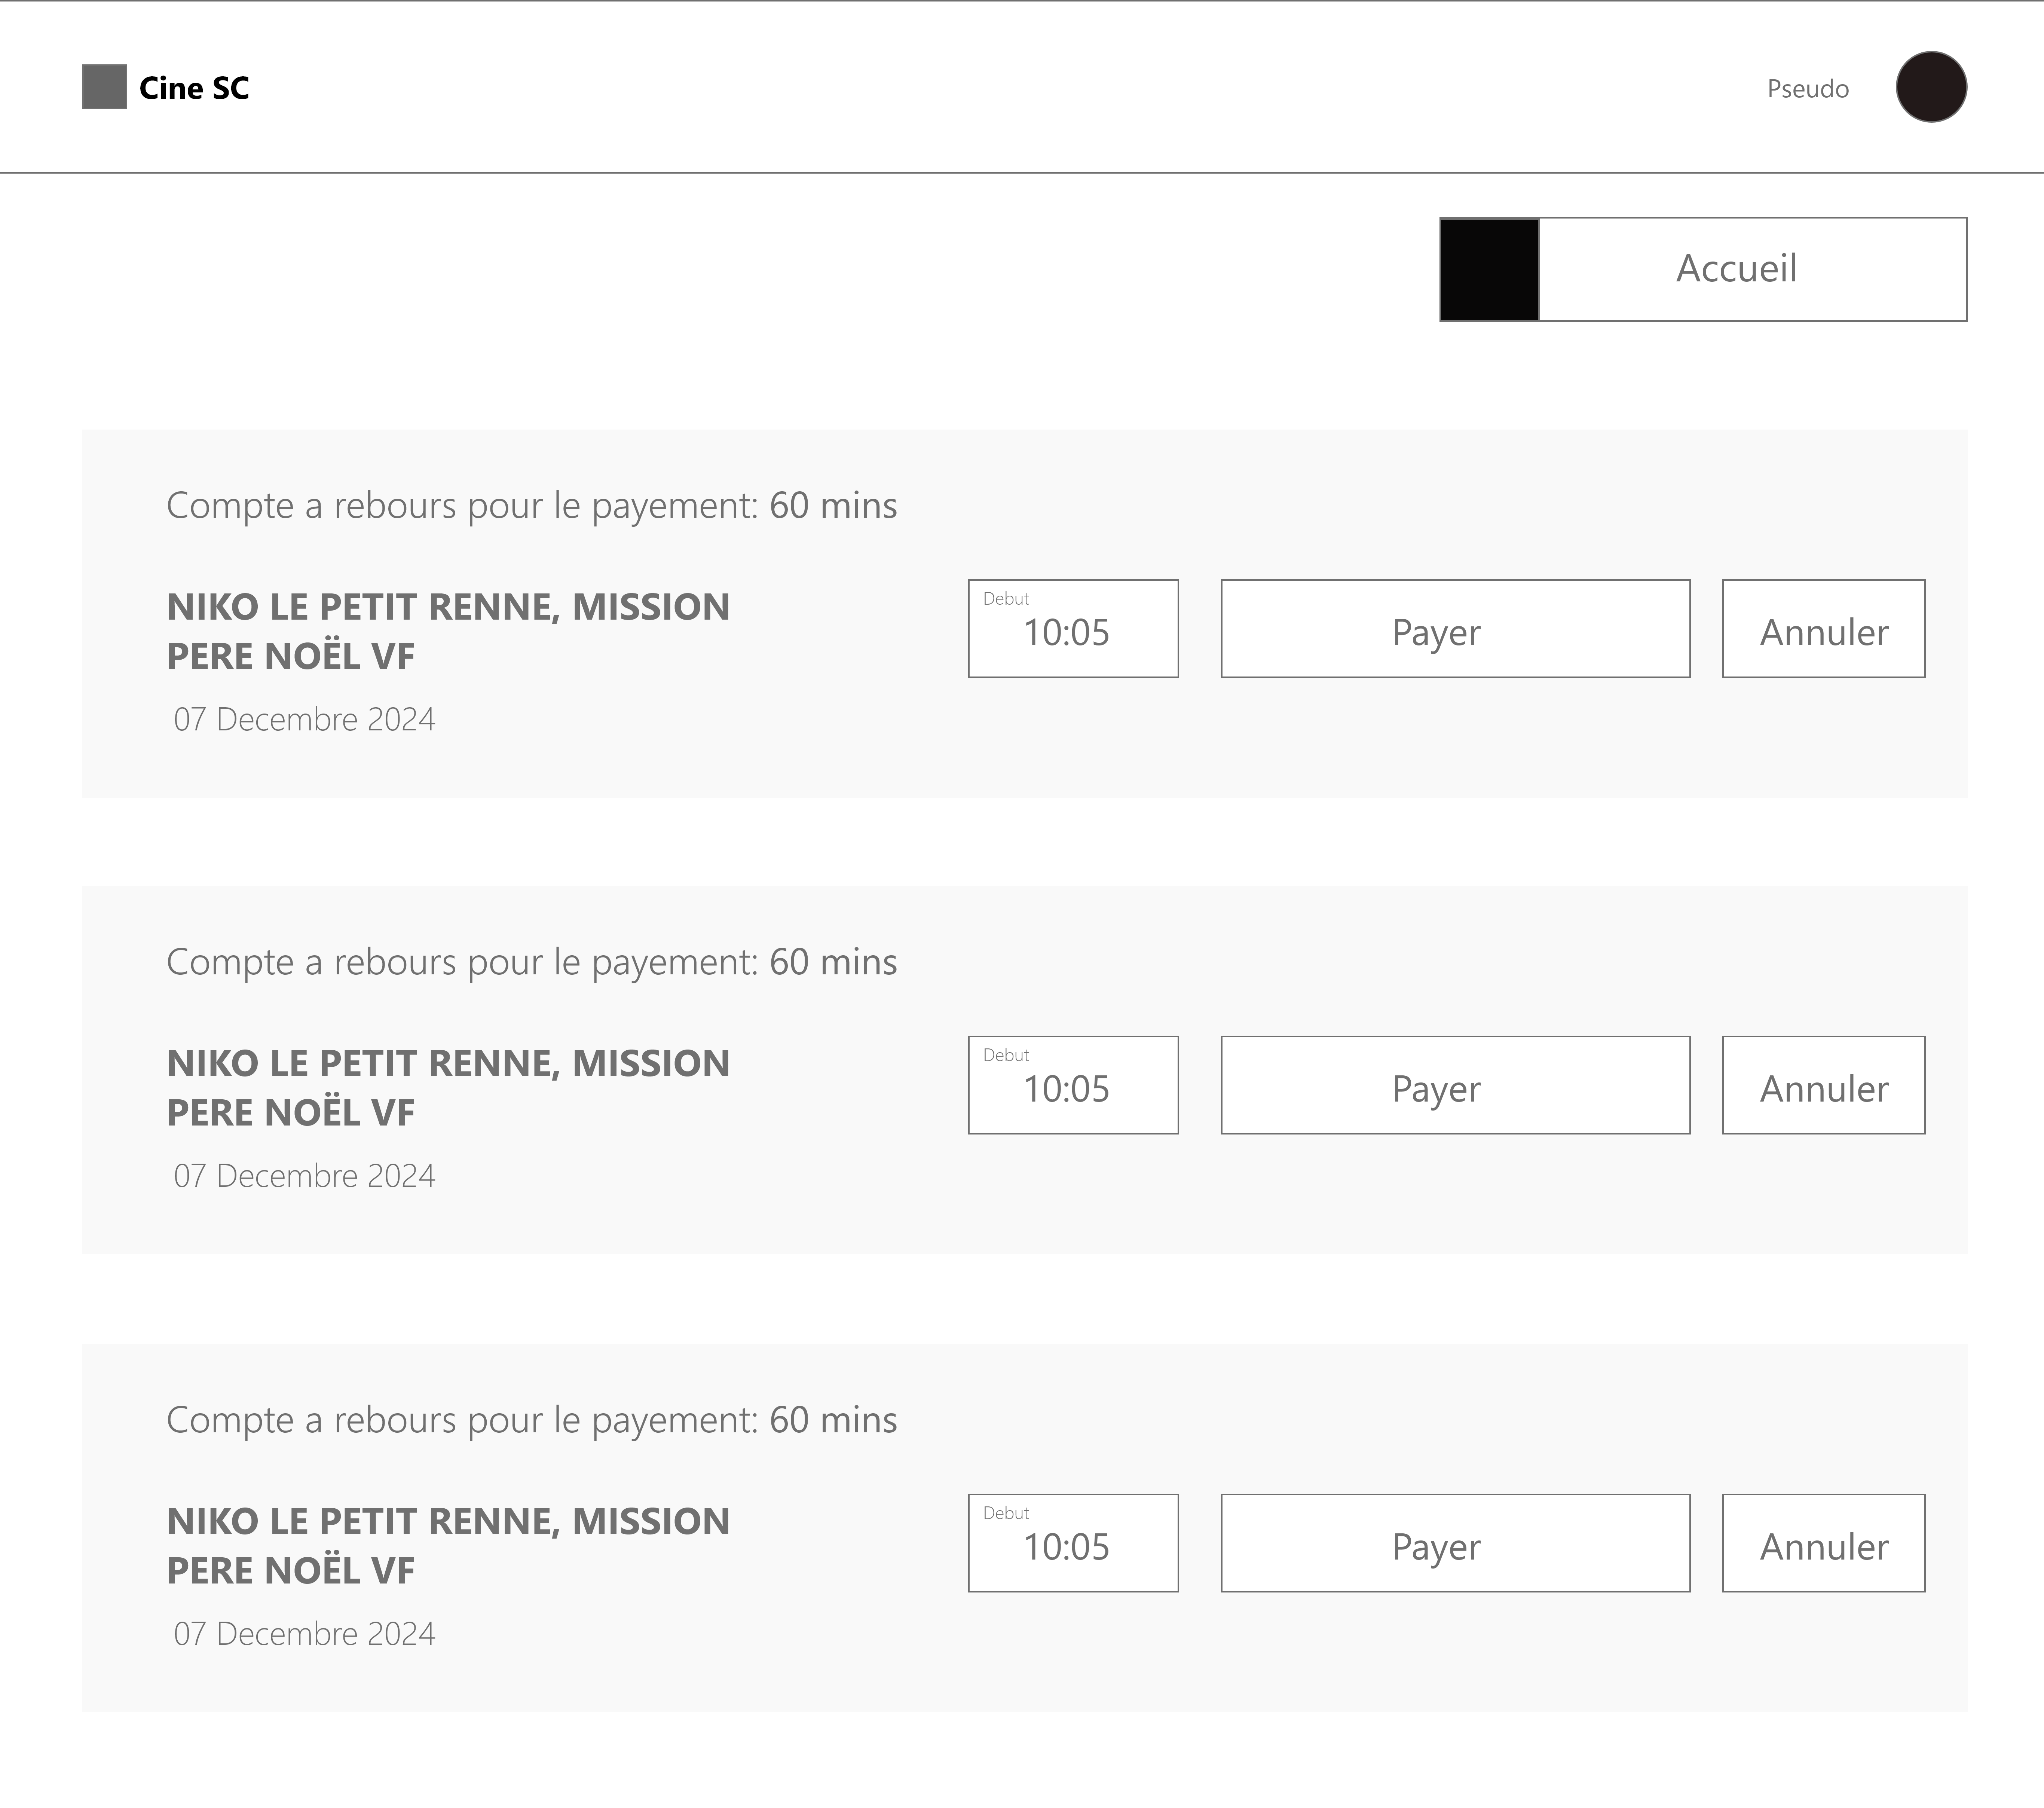 Cine SC
Pseudo
Accueil
Compte a rebours pour le payement: 60 mins
NIKO LE PETIT RENNE, MISSION
PERE NOËL VF
07 Decembre 2024
Debut
10:05
Payer
Annuler
Compte a rebours pour le payement: 60 mins
NIKO LE PETIT RENNE, MISSION
PERE NOËL VF
07 Decembre 2024
Debut
10:05
Payer
Annuler
Compte a rebours pour le payement: 60 mins
NIKO LE PETIT RENNE, MISSION
PERE NOËL VF
07 Decembre 2024
Debut
10:05
Payer
Annuler